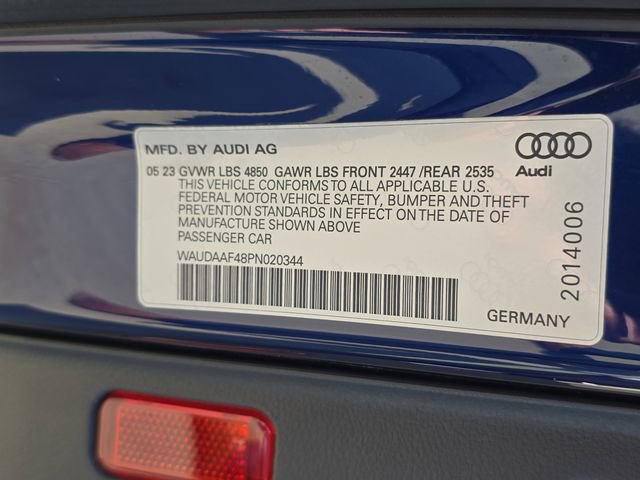 MFD. BY AUDI AG
05 23 GVWR LBS 4850 GAWR LBS FRONT 2447 /REAR 2535
THIS VEHICLE CONFORMS TO ALL APPLICABLE U.S.
FEDERAL MOTOR VEHICLE SAFETY, BUMPER AND THEFT
PREVENTION STANDARDS IN EFFECT ON THE DATE OF
MANUFACTURE SHOWN ABOVE
PASSENGER CAR
WAUDAAF48PN020344
Audi
2014006
GERMANY